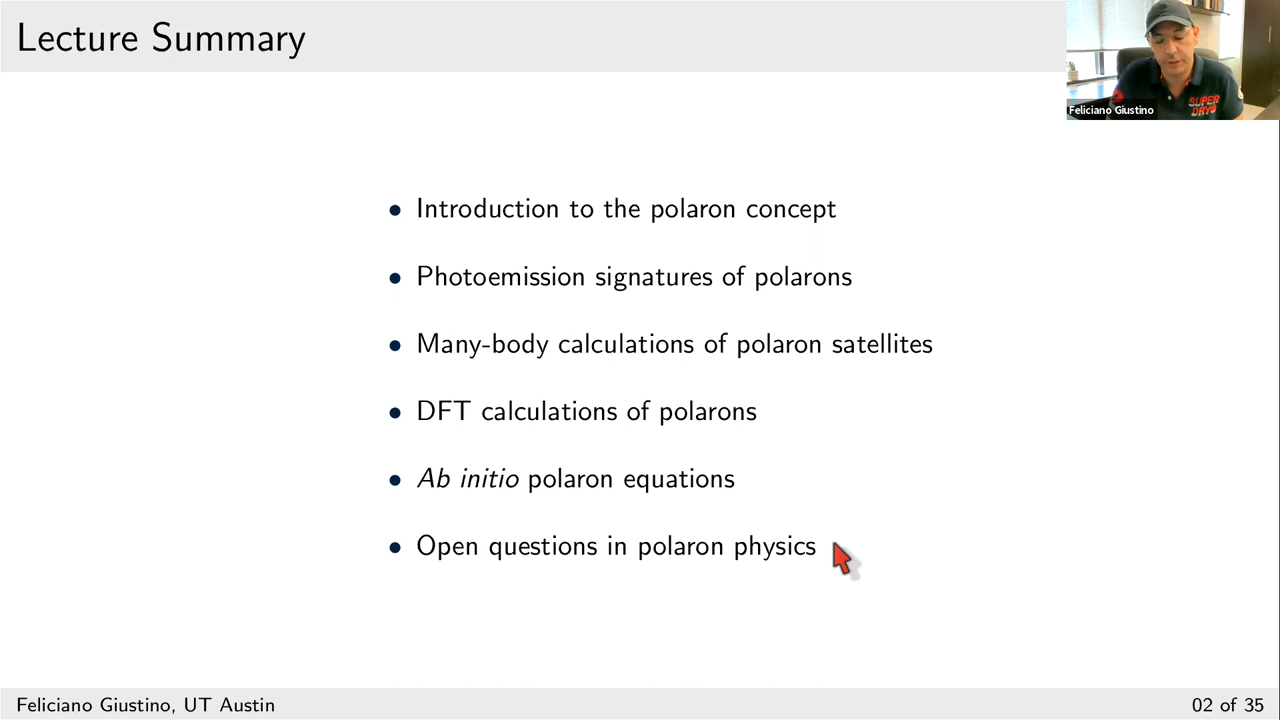 Lecture Summary
Feliciano Giustino
SUPER
DRY
• Introduction to the polaron concept
• Photoemission signatures of polarons
• Many-body calculations of polaron satellites
• DFT calculations of polarons
• Ab initio polaron equations
• Open questions in polaron physics
Feliciano Giustino, UT Austin
02 of 35